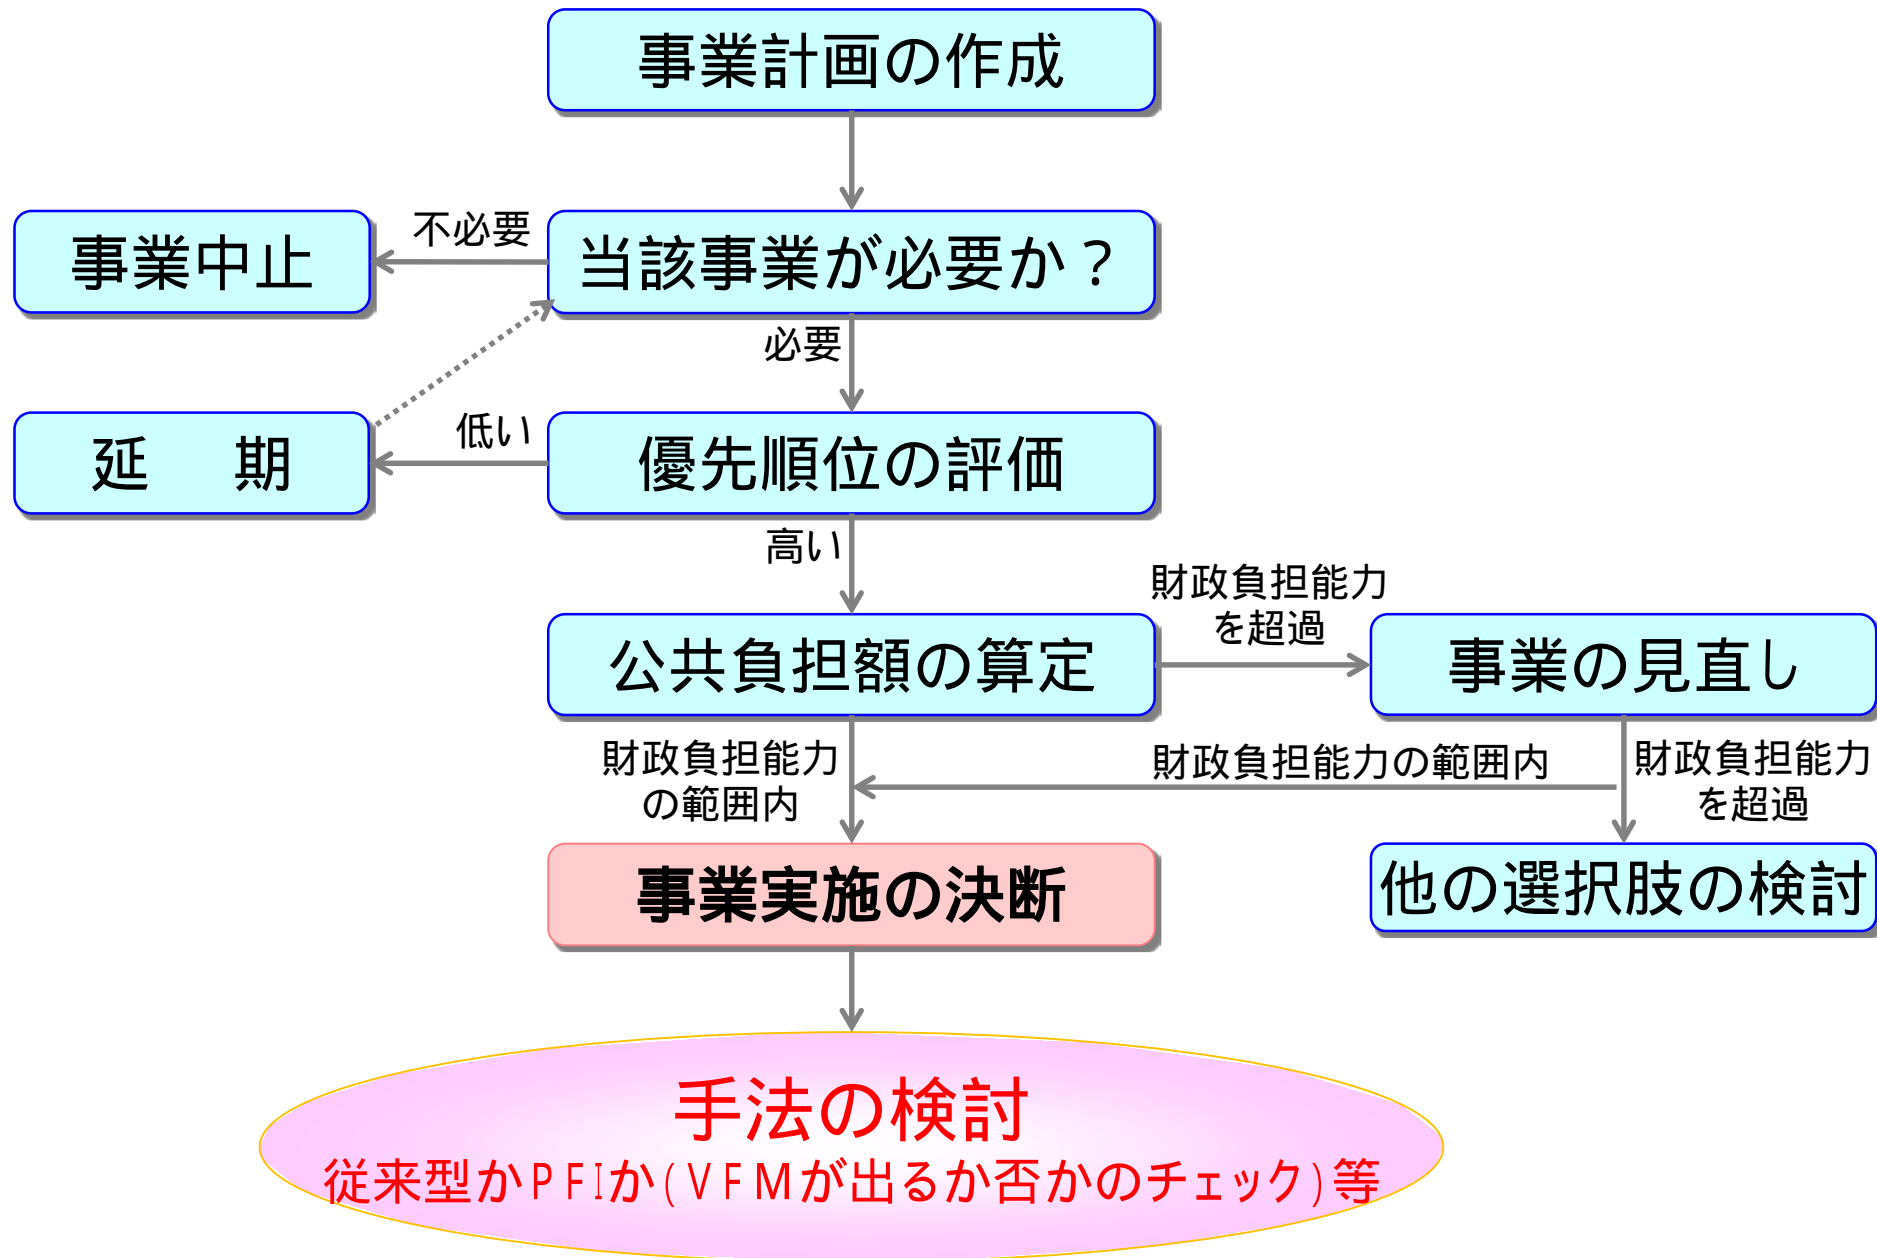 事業計画の作成
不必要
事業中止
当該事業が必要か？
必要
低い
延　期
優先順位の評価
高い
財政負担能力
を超過
公共負担額の算定
事業の見直し
財政負担能力
の範囲内
財政負担能力の範囲内
財政負担能力
を超過
事業実施の決断
他の選択肢の検討
手法の検討
従来型かＰＦＩか(ＶＦＭが出るか否かのチェック)等